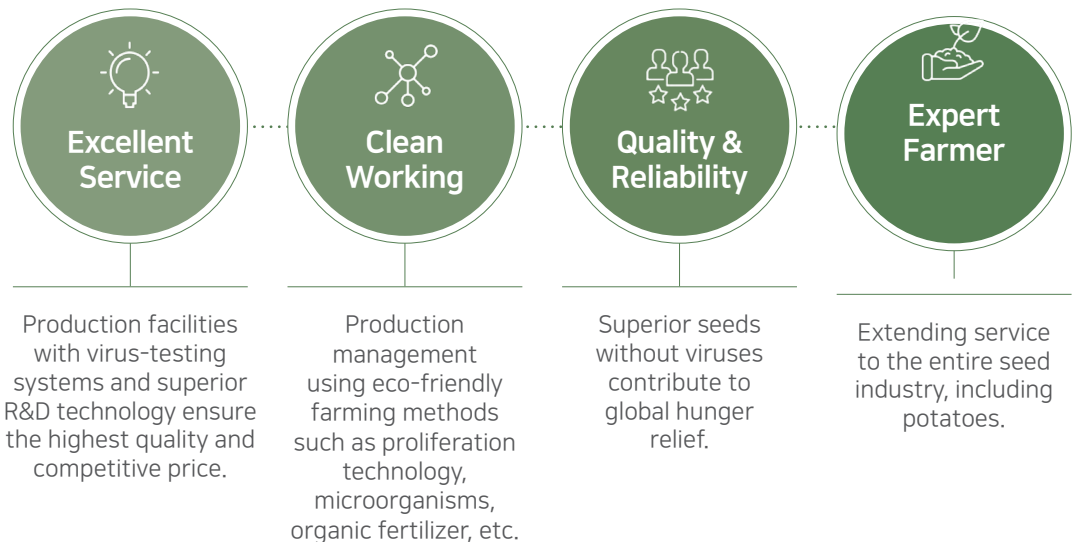 Excellent
Service
Clean
Working
Quality &
Reliability
Expert
Farmer
Production facilities
with virus-testing
systems and superior
R&D technology ensure
the highest quality and
competitive price.
Production
management
using eco-friendly
farming methods
such as proliferation
technology,
microorganisms,
organic fertilizer, etc.
Superior seeds
without viruses
contribute to
global hunger
relief.
Extending service
to the entire seed
industry, including
potatoes.